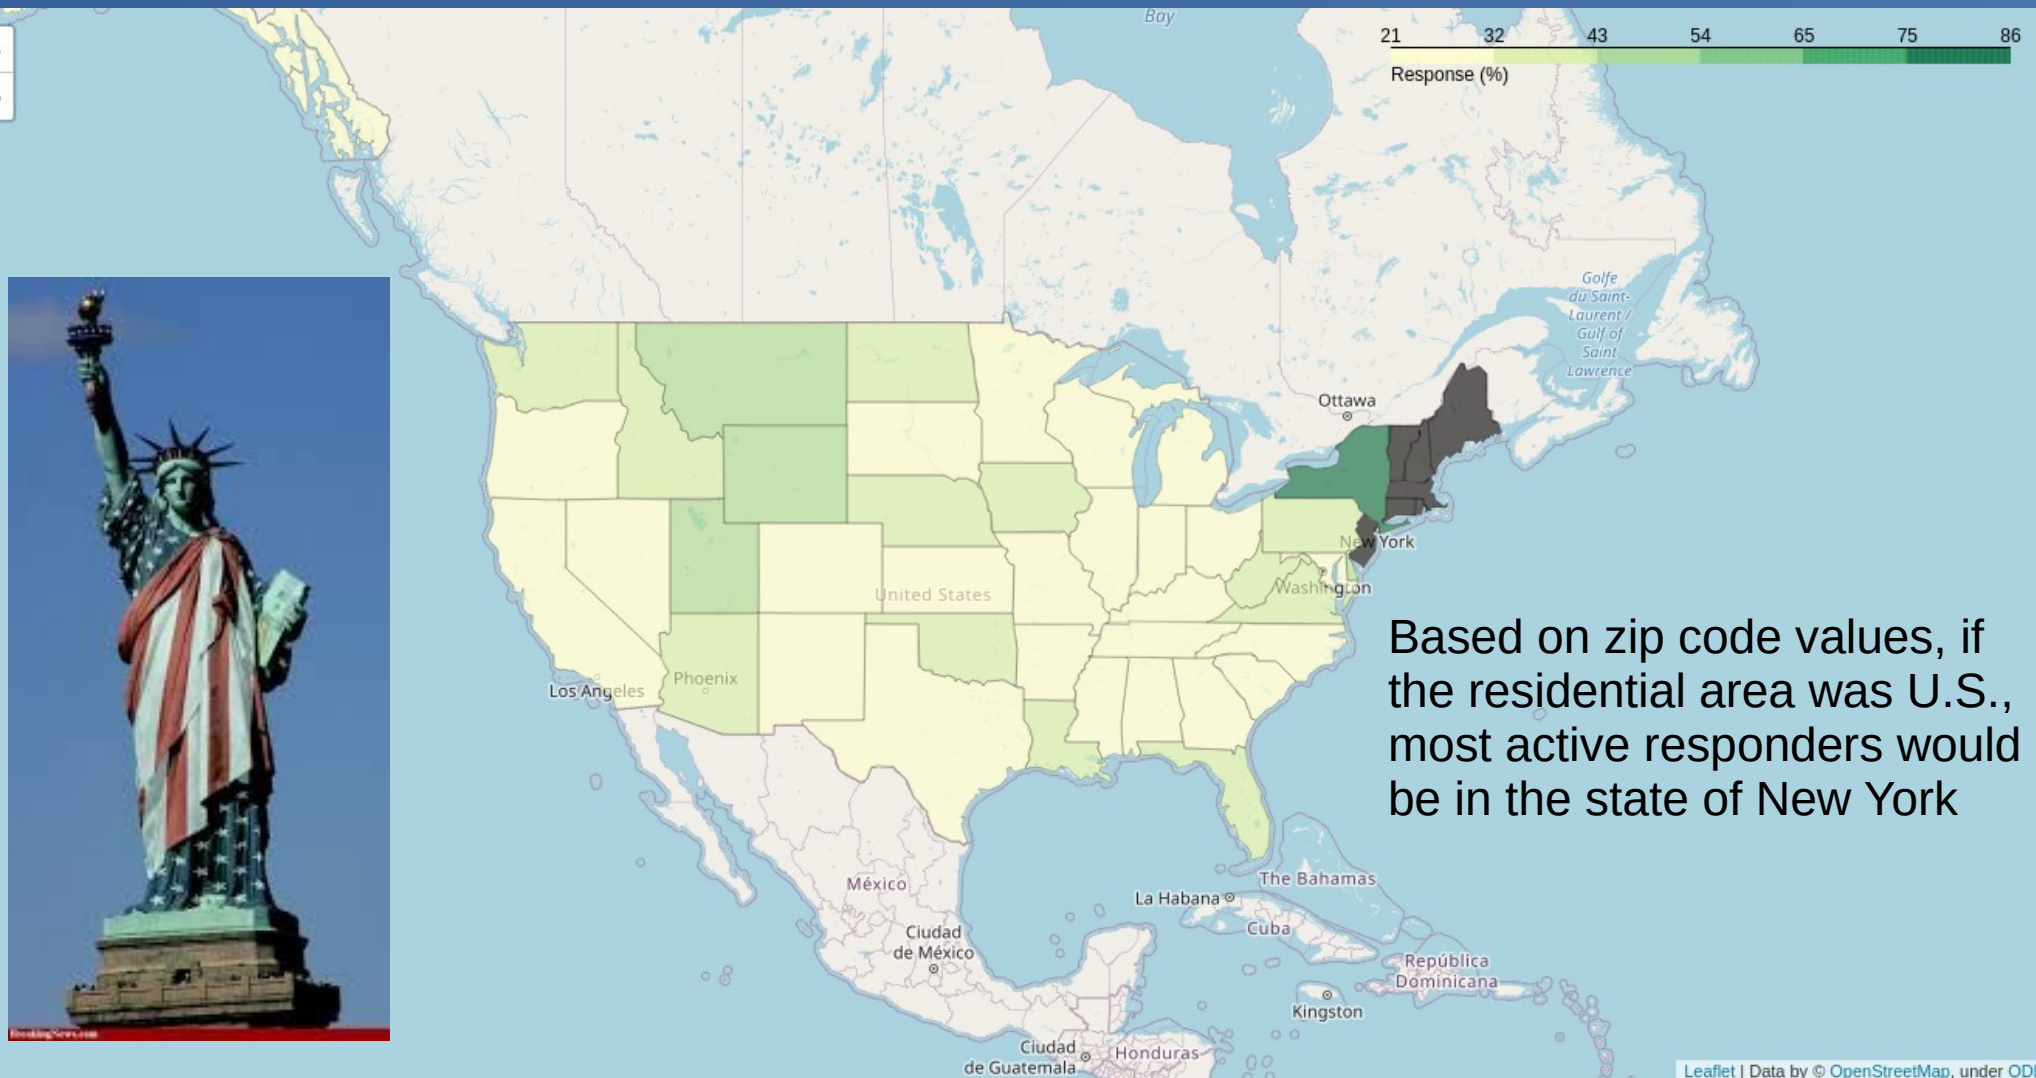 Bay
21 32 43 54 65 75 86
Response (%)
Golfe
du Saint-
Laurent /
Gulf of
Saint
Lawrence
Ottawa
New York
Washington
United States
Phoenix
Los Angeles
Based on zip code values, if
the residential area was U.S.,
most active responders would
be in the state of New York
México
La Habana
The Bahamas
Cuba
Ciudad
de México
República
Dominicana
Kingston
Ciudad
de Guatemala
Honduras
Leaflet | Data by © OpenStreetMap, under OD